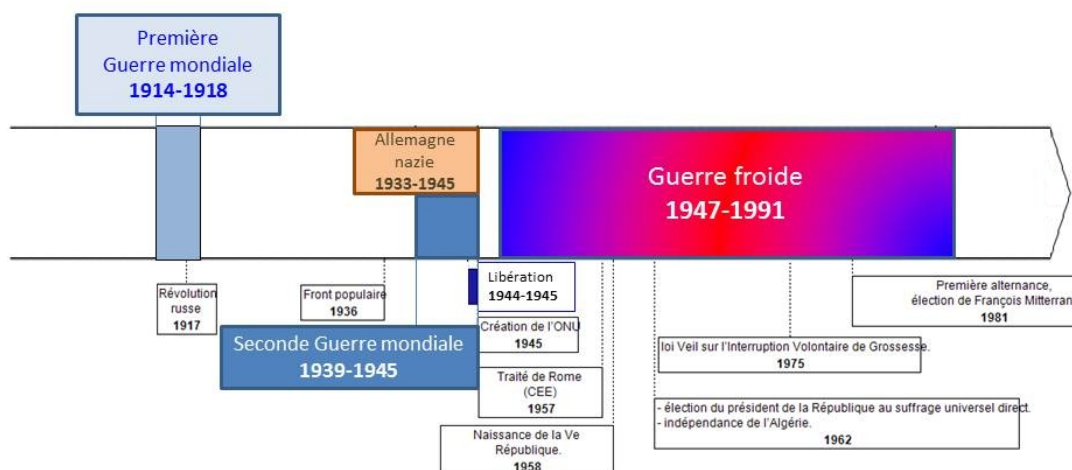 Première
Guerre mondiale
1914-1918
Allemagne
nazie
1933-1945
Guerre froide
1947-1991
Révolution
russe
1917
Front populaire
1936
Libération
1944-1945
Seconde Guerre mondiale
1939-1945
Création de l'ONU
1945
Traité de Rome
(CEE)
1957
Naissance de la Ve
République.
1958
Première alternance,
élection de François Mitterran
1981
loi Veil sur l'Interruption Volontaire de Grossesse.
1975
- élection du président de la République au suffrage universel direct.
- indépendance de l'Algérie.
1962